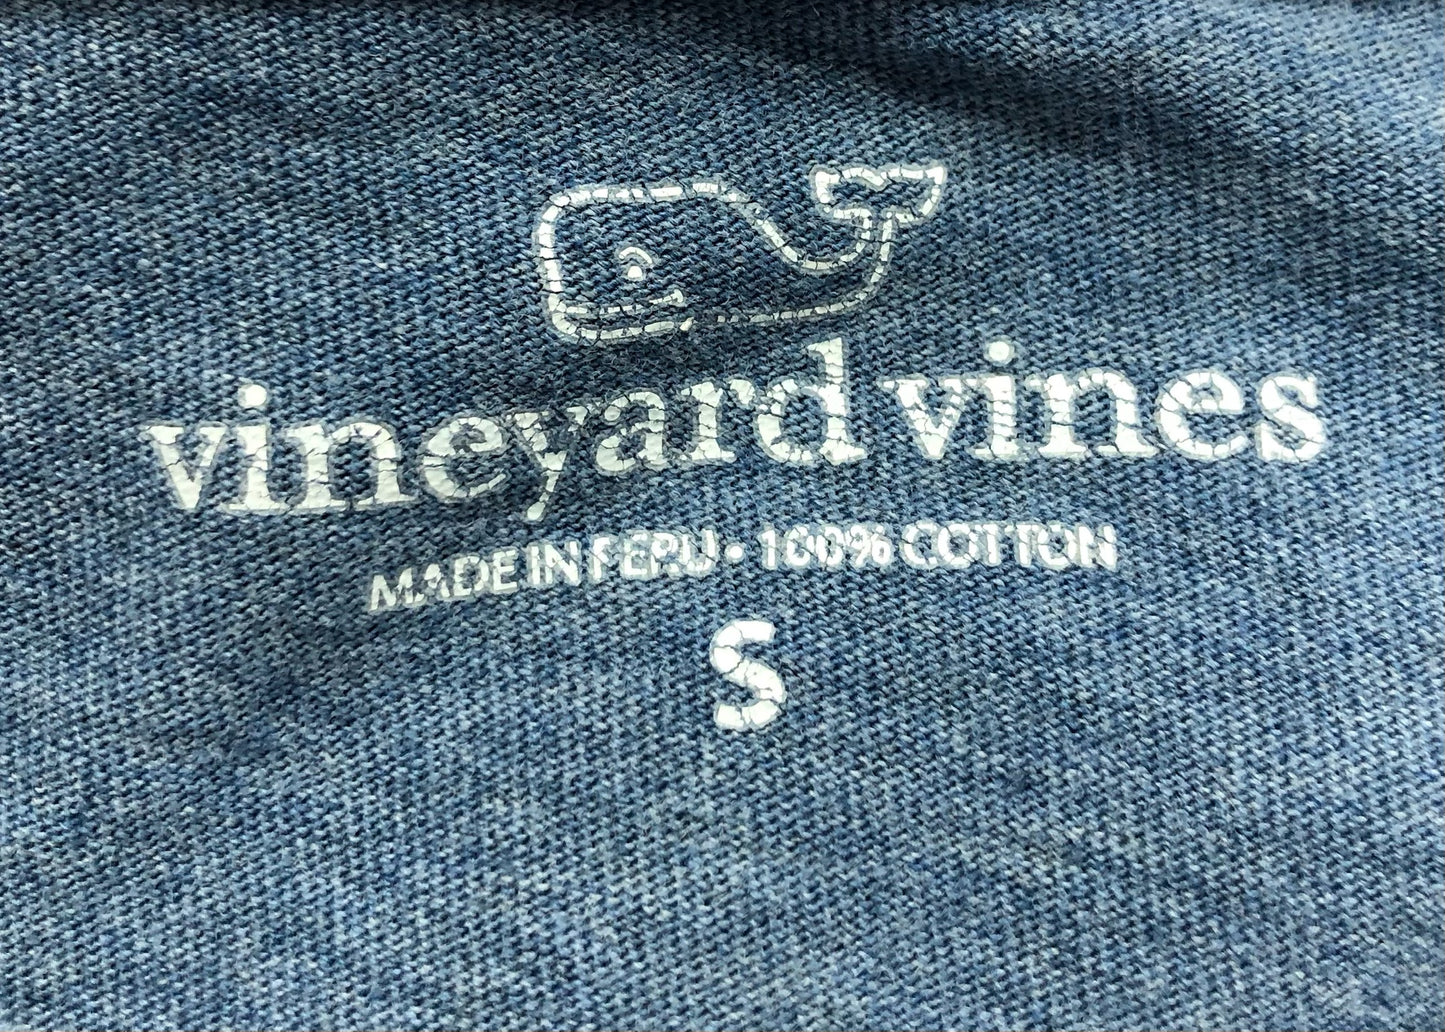 vineyard vines
MADE IN PERU • 100% COTTON
S